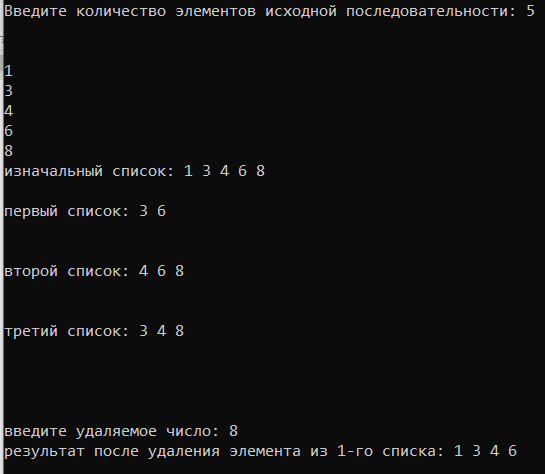 Введите количество элементов исходной последовательности: 5
1
3
4
6
8
изначальный список: 1 3 4 6 8
первый список: 3 6
второй список: 4 6 8
третий список: 3 4 8
введите удаляемое число: 8
результат после удаления элемента из 1-го списка: 1 3 4 6